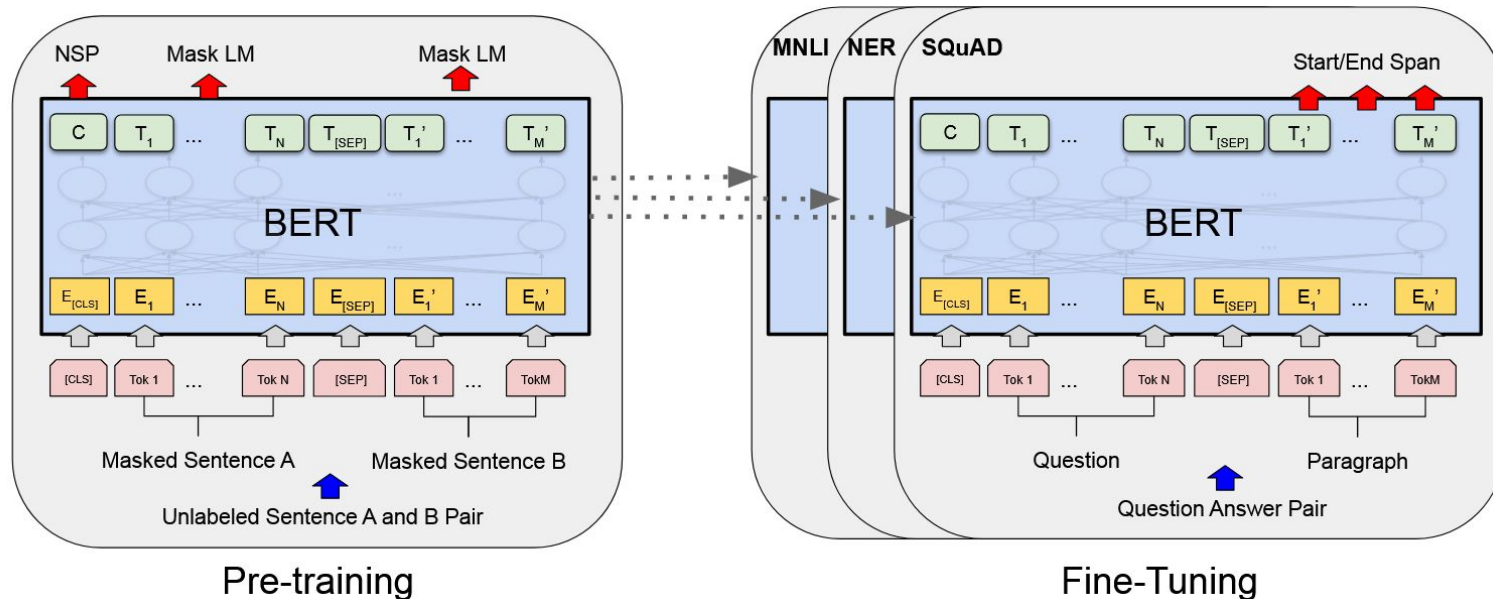 NSP Mask LM Mask LM
C T1 ... TN T[SEP] T1’ ... TM’
...
BERT
...
E[CLS] E1 ... EN E[SEP] E1’ ... EM’
[CLS] Tok 1 ... Tok N [SEP] Tok 1 ... TokM
Masked Sentence A Masked Sentence B
Unlabeled Sentence A and B Pair
Pre-training
MNLI NER SQuAD
Start/End Span
C T1 ... TN T[SEP] T1’ ... TM’
...
BERT
...
E[CLS] E1 ... EN E[SEP] E1’ ... EM’
[CLS] Tok 1 ... Tok N [SEP] Tok 1 ... TokM
Question Paragraph
Question Answer Pair
Fine-Tuning